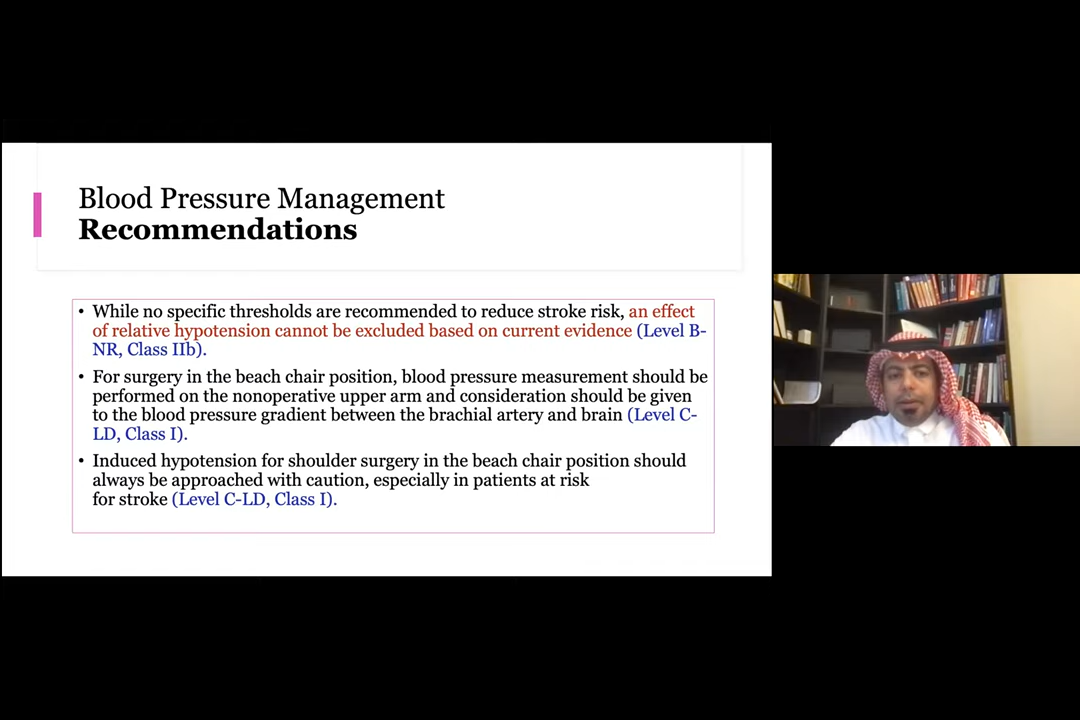 Blood Pressure Management
Recommendations
• While no specific thresholds are recommended to reduce stroke risk, an effect
of relative hypotension cannot be excluded based on current evidence (Level B-
NR, Class IIb).
• For surgery in the beach chair position, blood pressure measurement should be
performed on the nonoperative upper arm and consideration should be given
to the blood pressure gradient between the brachial artery and brain (Level C-
LD, Class I).
• Induced hypotension for shoulder surgery in the beach chair position should
always be approached with caution, especially in patients at risk
for stroke (Level C-LD, Class I).